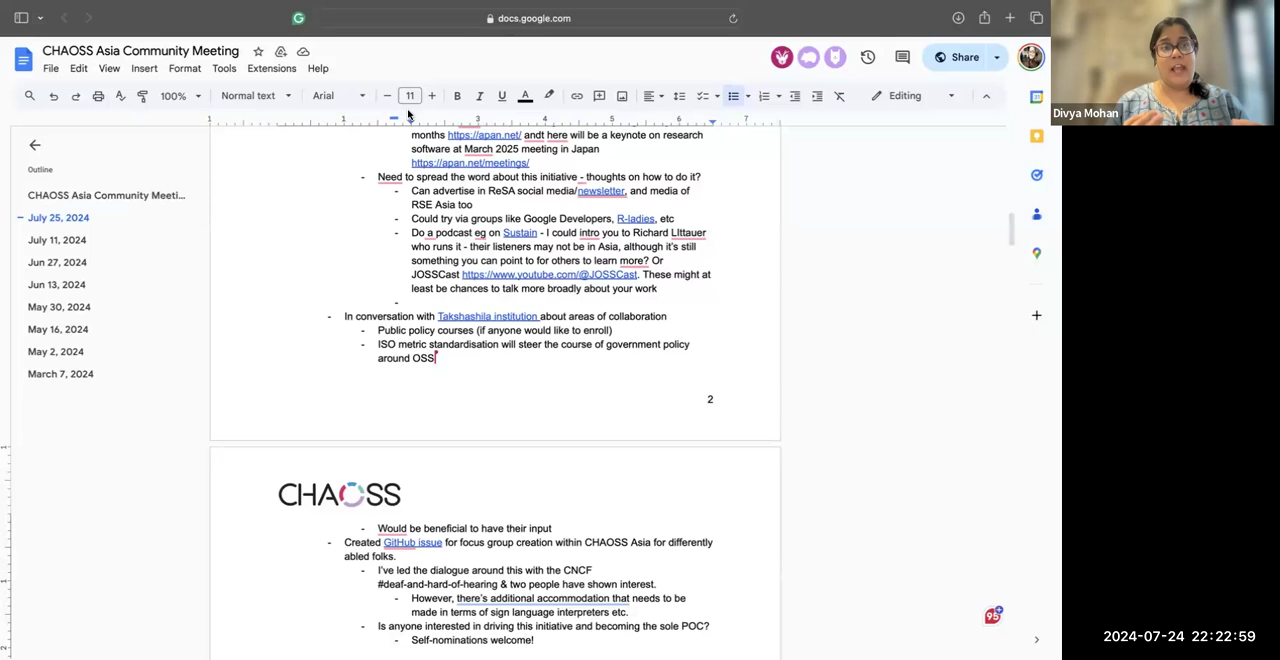 docs.google.com
CHAOSS Asia Community Meeting
File Edit View Insert Format Tools Extensions Help
Share
100% Normal text Arial 11 Editing
1 1 3 4 5 6 7
Divya Mohan
Outline
CHAOSS Asia Community Meeti...
July 25, 2024
July 11, 2024
Jun 27, 2024
Jun 13, 2024
May 30, 2024
May 16, 2024
May 2, 2024
March 7, 2024
months https://apan.net/ andt here will be a keynote on research
software at March 2025 meeting in Japan
https://apan.net/meetings/
- Need to spread the word about this initiative - thoughts on how to do it?
- Can advertise in ReSA social media/newsletter, and media of
RSE Asia too
- Could try via groups like Google Developers, R-ladies, etc
- Do a podcast eg on Sustain - I could intro you to Richard LIttauer
who runs it - their listeners may not be in Asia, although it's still
something you can point to for others to learn more? Or
JOSSCast https://www.youtube.com/@JOSSCast. These might at
least be chances to talk more broadly about your work
-
- In conversation with Takshashila institution about areas of collaboration
- Public policy courses (if anyone would like to enroll)
- ISO metric standardisation will steer the course of government policy
around OSS
2
CHAOSS
- Would be beneficial to have their input
- Created GitHub issue for focus group creation within CHAOSS Asia for differently
abled folks.
- I've led the dialogue around this with the CNCF
#deaf-and-hard-of-hearing & two people have shown interest.
- However, there's additional accommodation that needs to be
made in terms of sign language interpreters etc.
- Is anyone interested in driving this initiative and becoming the sole POC?
- Self-nominations welcome!
95
2024-07-24 22:22:59